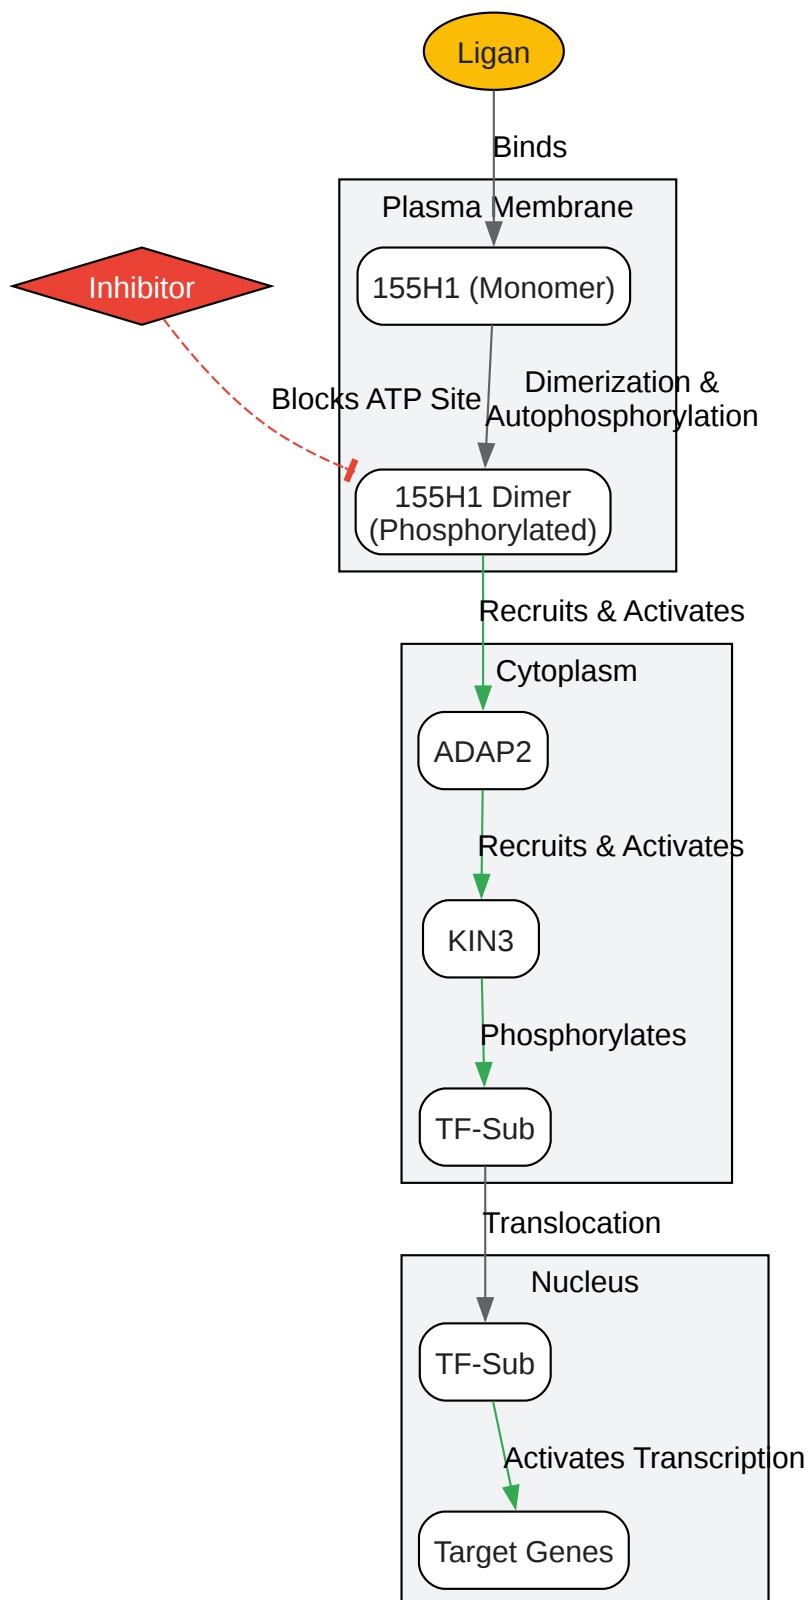 Ligan
Binds
Plasma Membrane
Inhibitor
155H1 (Monomer)
Blocks ATP Site
Dimerization &
Autophosphorylation
155H1 Dimer
(Phosphorylated)
Recruits & Activates
Cytoplasm
ADAP2
Recruits & Activates
KIN3
Phosphorylates
TF-Sub
Translocation
Nucleus
TF-Sub
Activates Transcription
Target Genes